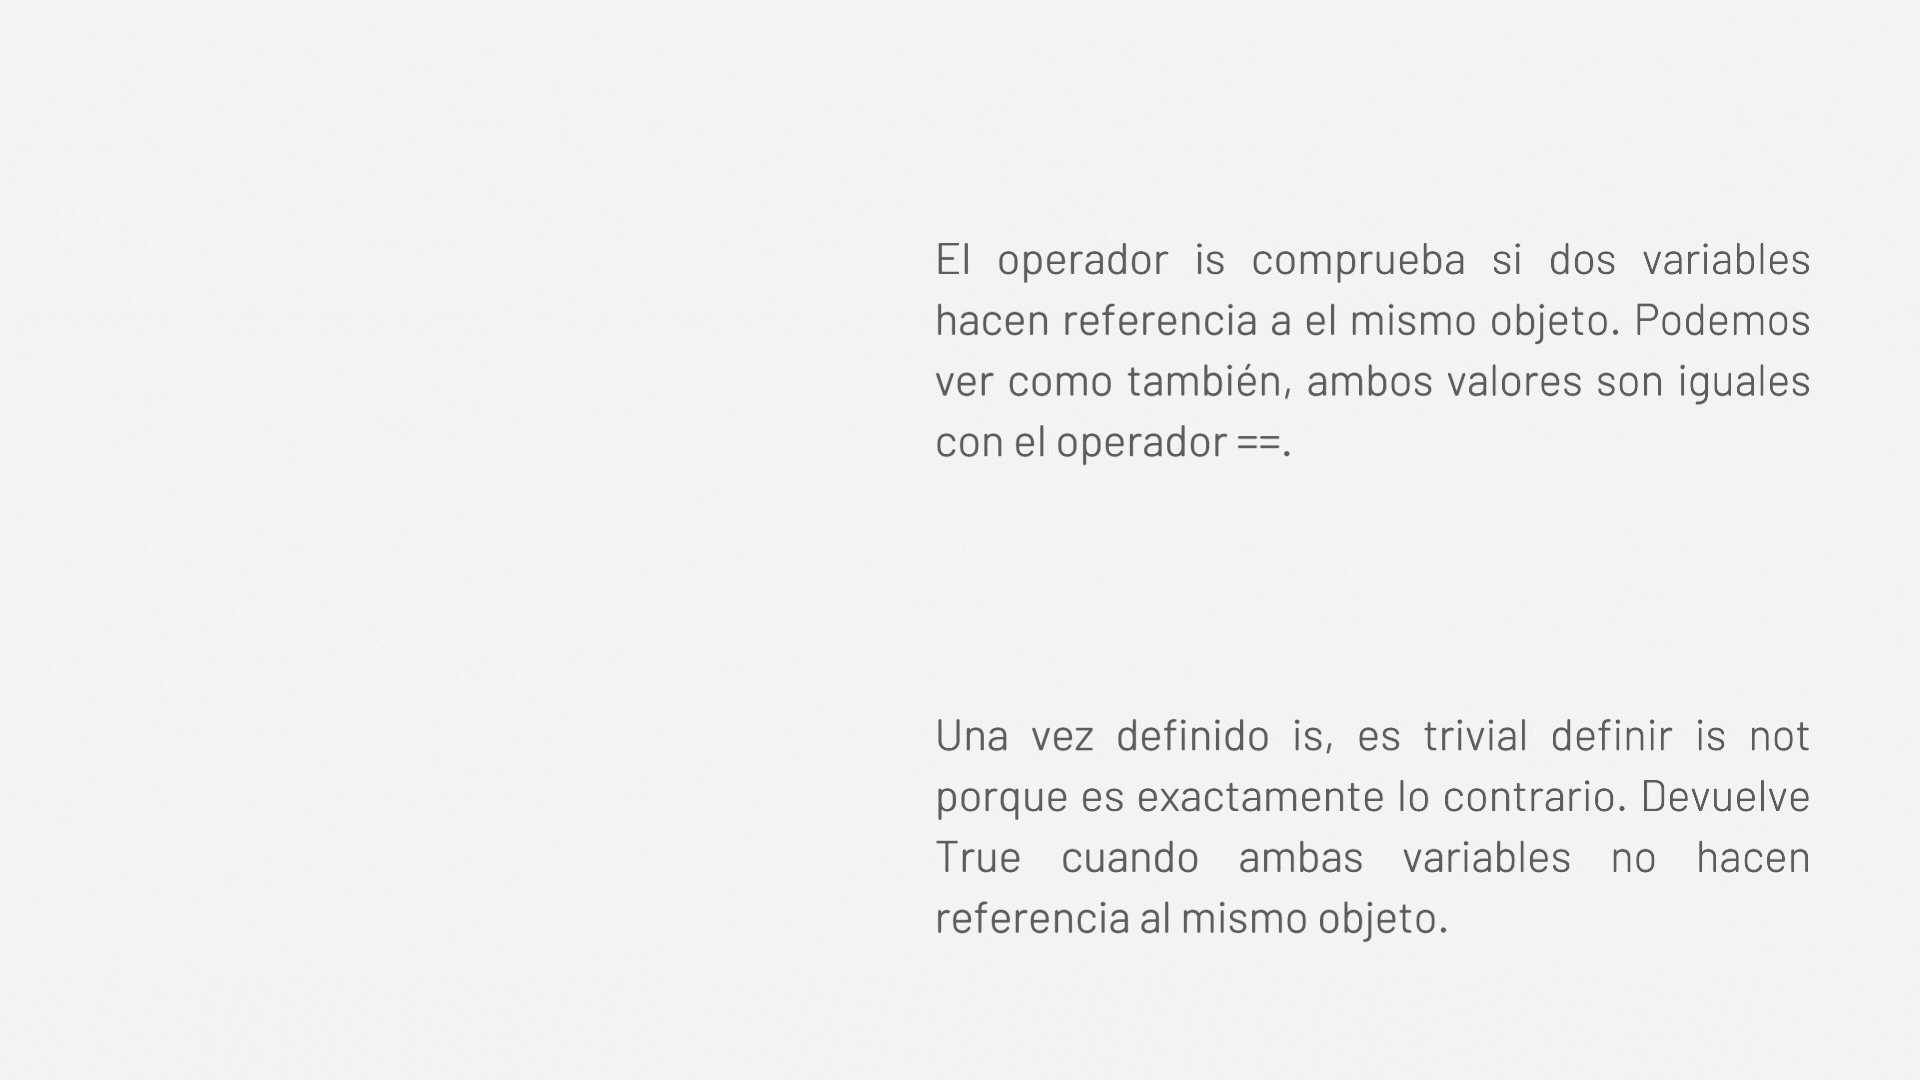 El operador is comprueba si dos variables
hacen referencia a el mismo objeto. Podemos
ver como también, ambos valores son iguales
con el operador ==.
Una vez definido is, es trivial definir is not
porque es exactamente lo contrario. Devuelve
True cuando ambas variables no hacen
referencia al mismo objeto.